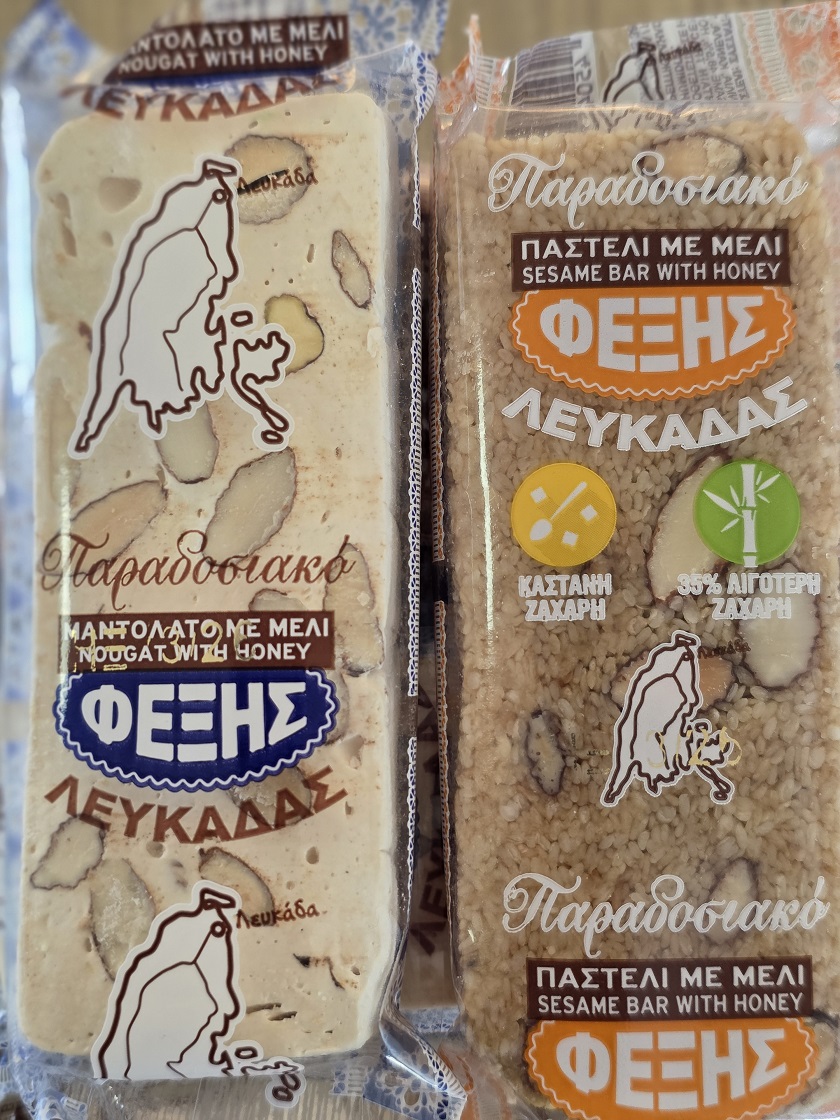 ΜΑΝΤΟΛΑΤΟ ΜΕ ΜΕΛΙ
NOUGAT WITH HONEY
ΛΕΥΚΑΔΑΣ
Λευκάδα
Παραδοσιακό
ΜΑΝΤΟΛΑΤΟ ΜΕ ΜΕΛΙ
NOUGAT WITH HONEY
ΦΕΞΗΣ
ΛΕΥΚΑΔΑΣ
Λευκάδα
Λευκάδα
Παραδοσιακό
ΠΑΣΤΕΛΙ ΜΕ ΜΕΛΙ
SESAME BAR WITH HONEY
ΦΕΞΗΣ
ΛΕΥΚΑΔΑΣ
ΚΑΣΤΑΝΗ
ΖΑΧΑΡΗ
35% ΛΙΓΟΤΕΡΗ
ΖΑΧΑΡΗ
Λευκάδα
Παραδοσιακό
ΠΑΣΤΕΛΙ ΜΕ ΜΕΛΙ
SESAME BAR WITH HONEY
ΦΕΞΗΣ